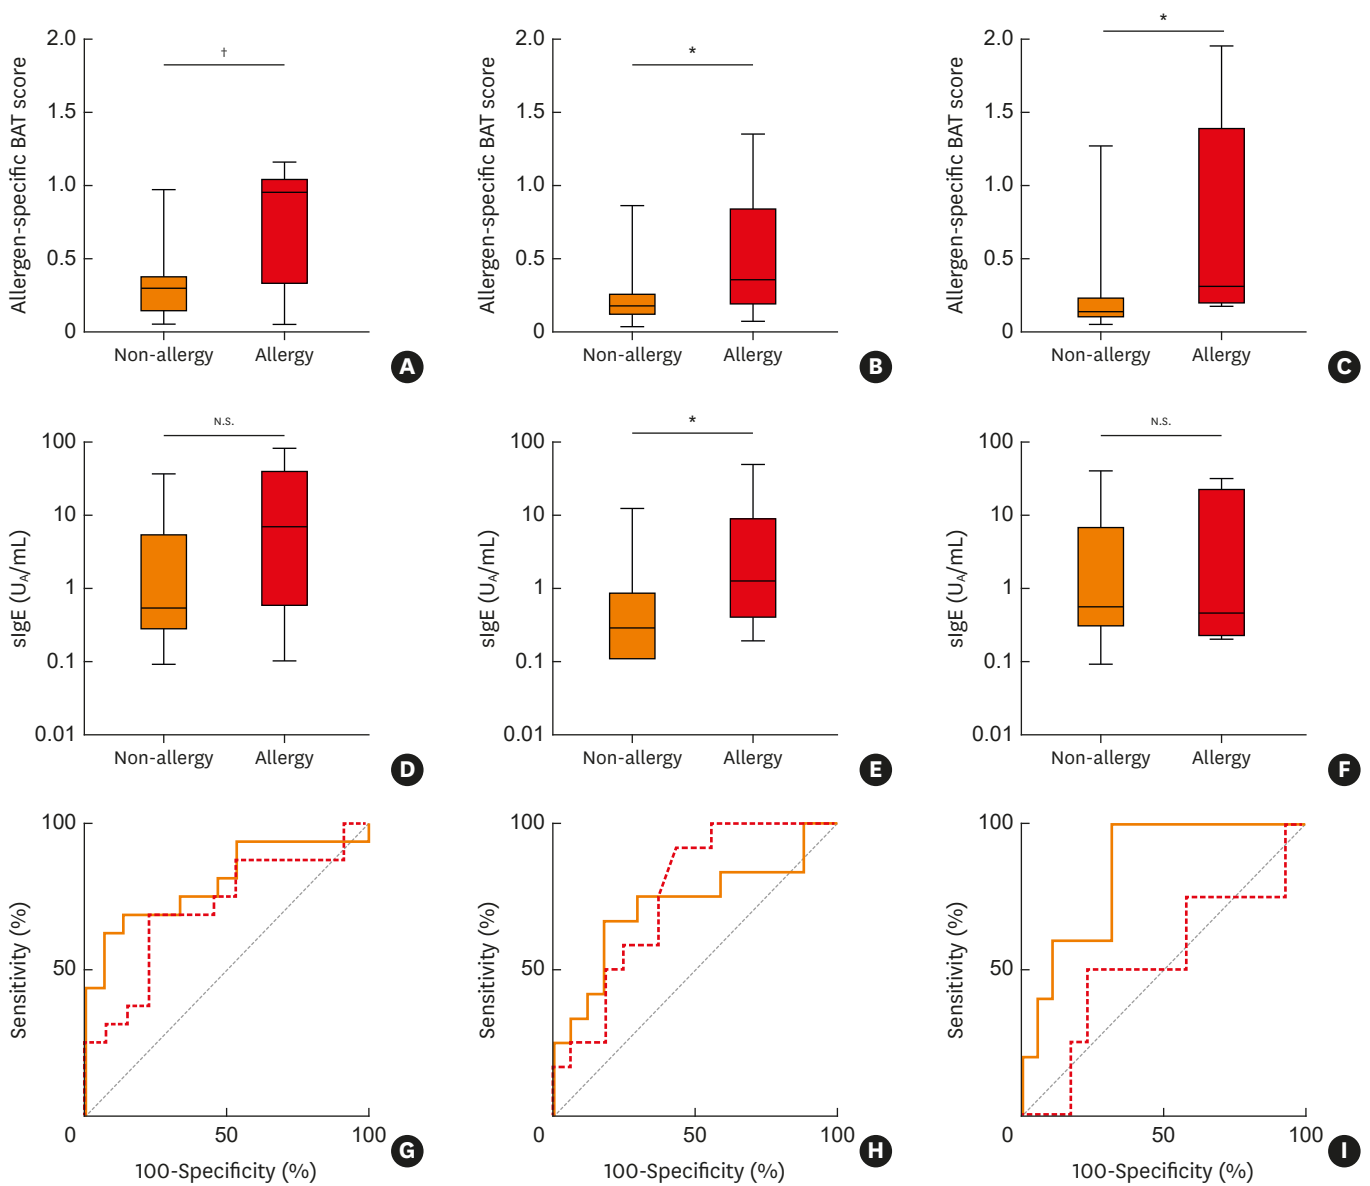 Allergen-specific BAT score
2.0
1.5
1.0
0.5
0
†
Non-allergy
Allergy
A
Allergen-specific BAT score
2.0
1.5
1.0
0.5
0
*
Non-allergy
Allergy
B
Allergen-specific BAT score
2.0
1.5
1.0
0.5
0
*
Non-allergy
Allergy
C
sIgE (U_A/mL)
100
10
1
0.1
0.01
N.S.
Non-allergy
Allergy
D
sIgE (U_A/mL)
100
10
1
0.1
0.01
*
Non-allergy
Allergy
E
sIgE (U_A/mL)
100
10
1
0.1
0.01
N.S.
Non-allergy
Allergy
F
Sensitivity (%)
100
50
0
50
100
100-Specificity (%)
G
Sensitivity (%)
100
50
0
50
100
100-Specificity (%)
H
Sensitivity (%)
100
50
0
50
100
100-Specificity (%)
I